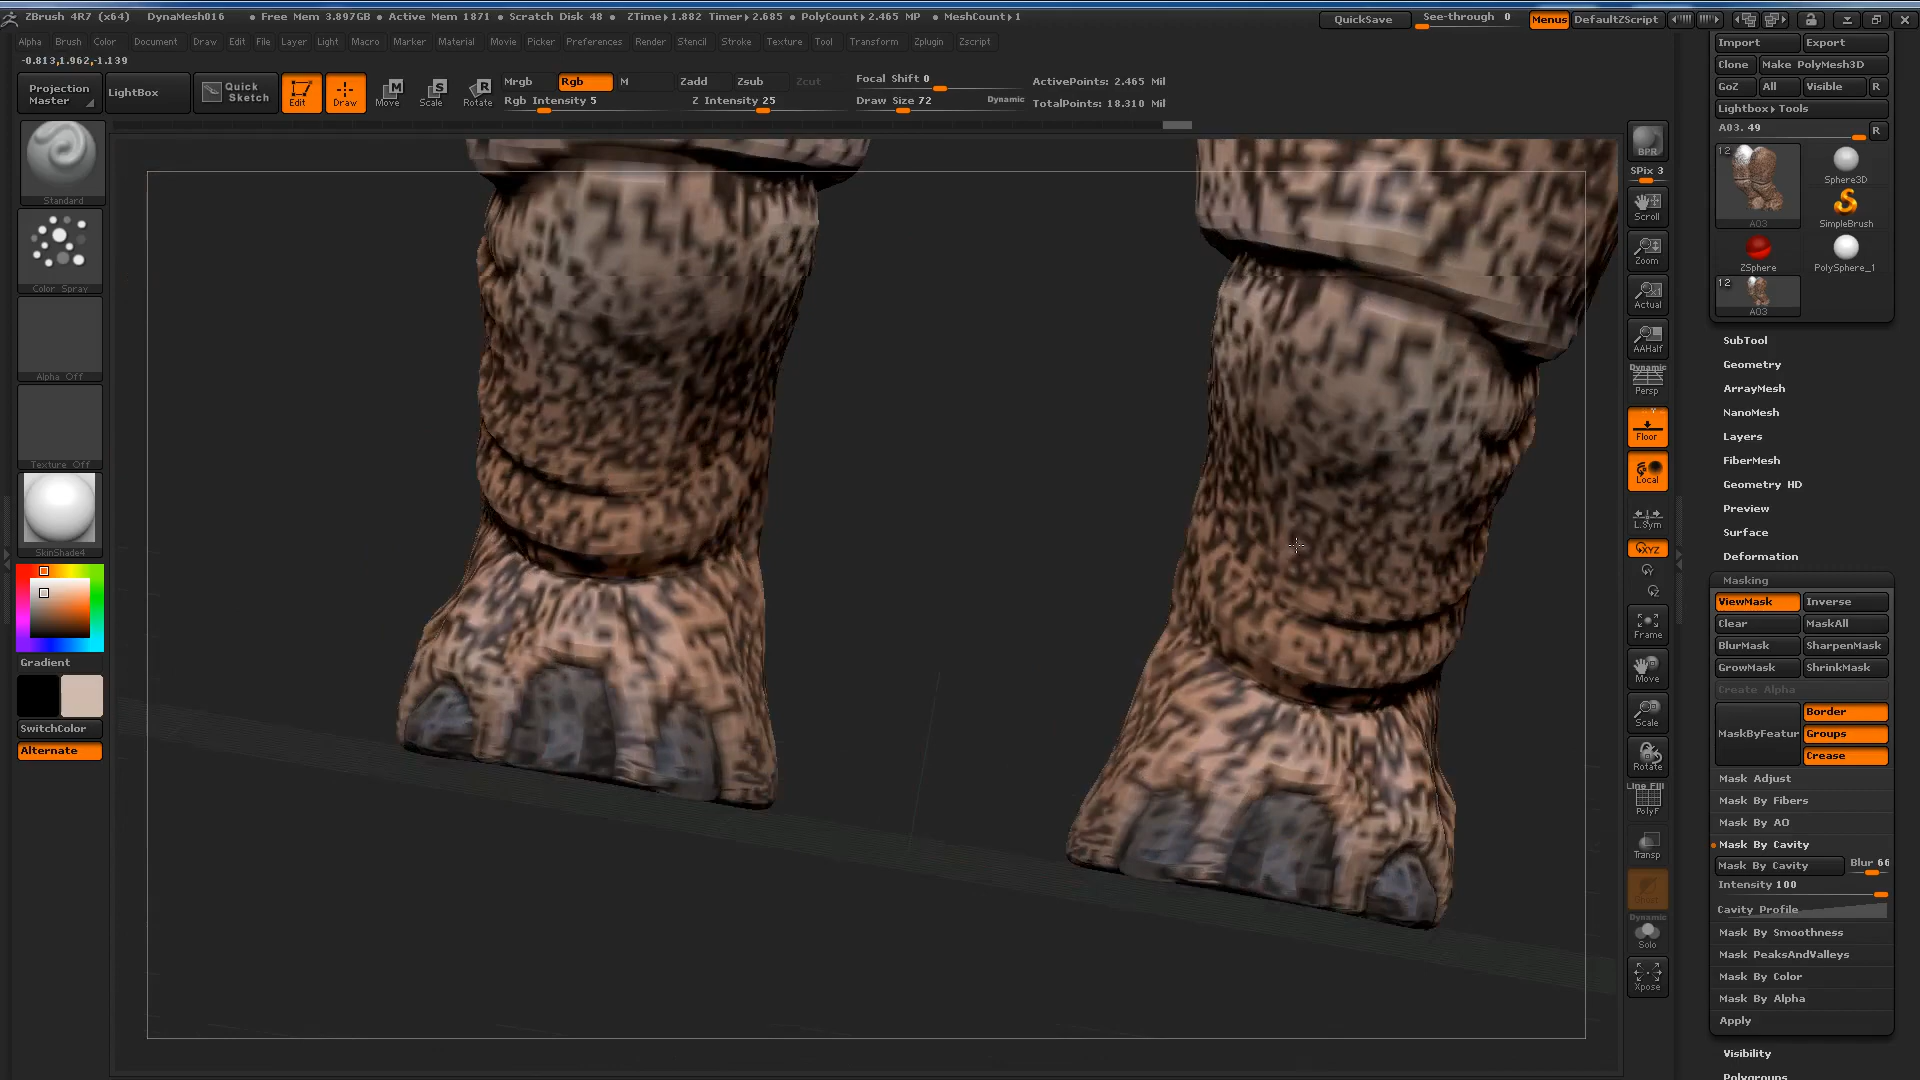 ZBrush 4R7 (x64) DynaMesh016 • Free Mem 3.897GB • Active Mem 1871 • Scratch Disk 48 • ZTime▸1.882 Timer▸2.685 • PolyCount▸2.465 MP • MeshCount▸1 QuickSave See-through 0 Menus DefaultZScript
Alpha Brush Color Document Draw Edit File Layer Light Macro Marker Material Movie Picker Preferences Render Stencil Stroke Texture Tool Transform Zplugin Zscript
-0.813,1.962,-1.139
Projection Master
LightBox
Quick Sketch
Edit
Draw
Move
Scale
Rotate
Mrgb Rgb M Zadd Zsub Zcut
Rgb Intensity 5
Z Intensity 25
Focal Shift 0
Draw Size 72
Dynamic
ActivePoints: 2.465 Mil
TotalPoints: 18.310 Mil
Standard
Color Spray
Alpha Off
Texture Off
SkinShade4
Gradient
SwitchColor
Alternate
BPR
SPix 3
Scroll
Zoom
Actual
AAHalf
Dynamic
Persp
Floor
Local
L.Sym
XYZ
Frame
Move
Scale
Rotate
Line Fill
PolyF
Transp
Dynamic
Solo
Xpose
Import Export
Clone Make PolyMesh3D
GoZ All Visible R
Lightbox▸Tools
A03. 49 R
12
A03
Sphere3D
SimpleBrush
ZSphere
PolySphere_1
12
A03
SubTool
Geometry
ArrayMesh
NanoMesh
Layers
FiberMesh
Geometry HD
Preview
Surface
Deformation
Masking
ViewMask Inverse
Clear MaskAll
BlurMask SharpenMask
GrowMask ShrinkMask
Create Alpha
MaskByFeatur
Border
Groups
Crease
Mask Adjust
Mask By Fibers
Mask By AO
Mask By Cavity
Mask By Cavity Blur 66
Intensity 100
Cavity Profile
Mask By Smoothness
Mask PeaksAndValleys
Mask By Color
Mask By Alpha
Apply
Visibility
Polygroups